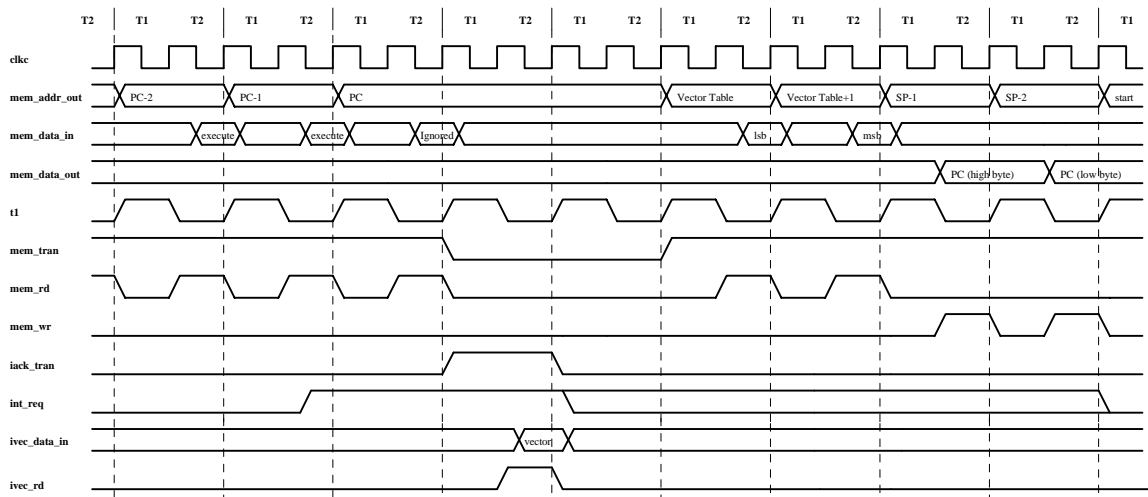 T2 T1 T2 T1 T2 T1 T2 T1 T2 T1 T2 T1 T2 T1 T2 T1 T2 T1 T2 T1
clkc
mem_addr_out PC-2 PC-1 PC Vector Table Vector Table+1 SP-1 SP-2 start
mem_data_in execute execute Ignored lsb msb
mem_data_out PC (high byte) PC (low byte)
t1
mem_tran
mem_rd
mem_wr
iack_tran
int_req
ivec_data_in vector
ivec_rd